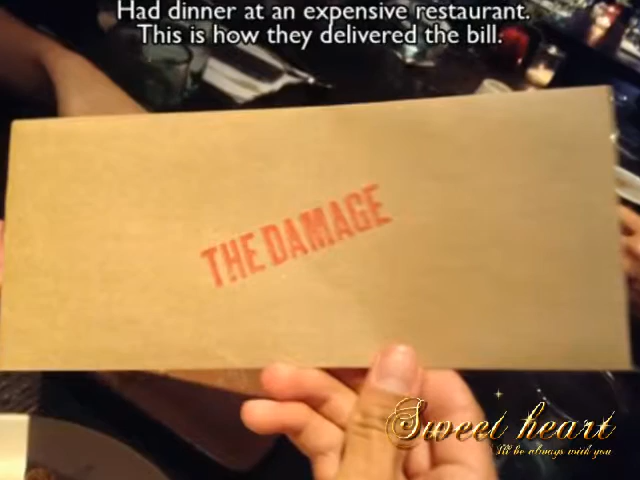 Had dinner at an expensive restaurant.
This is how they delivered the bill.
THE DAMAGE
Sweet heart
I'll be always with you